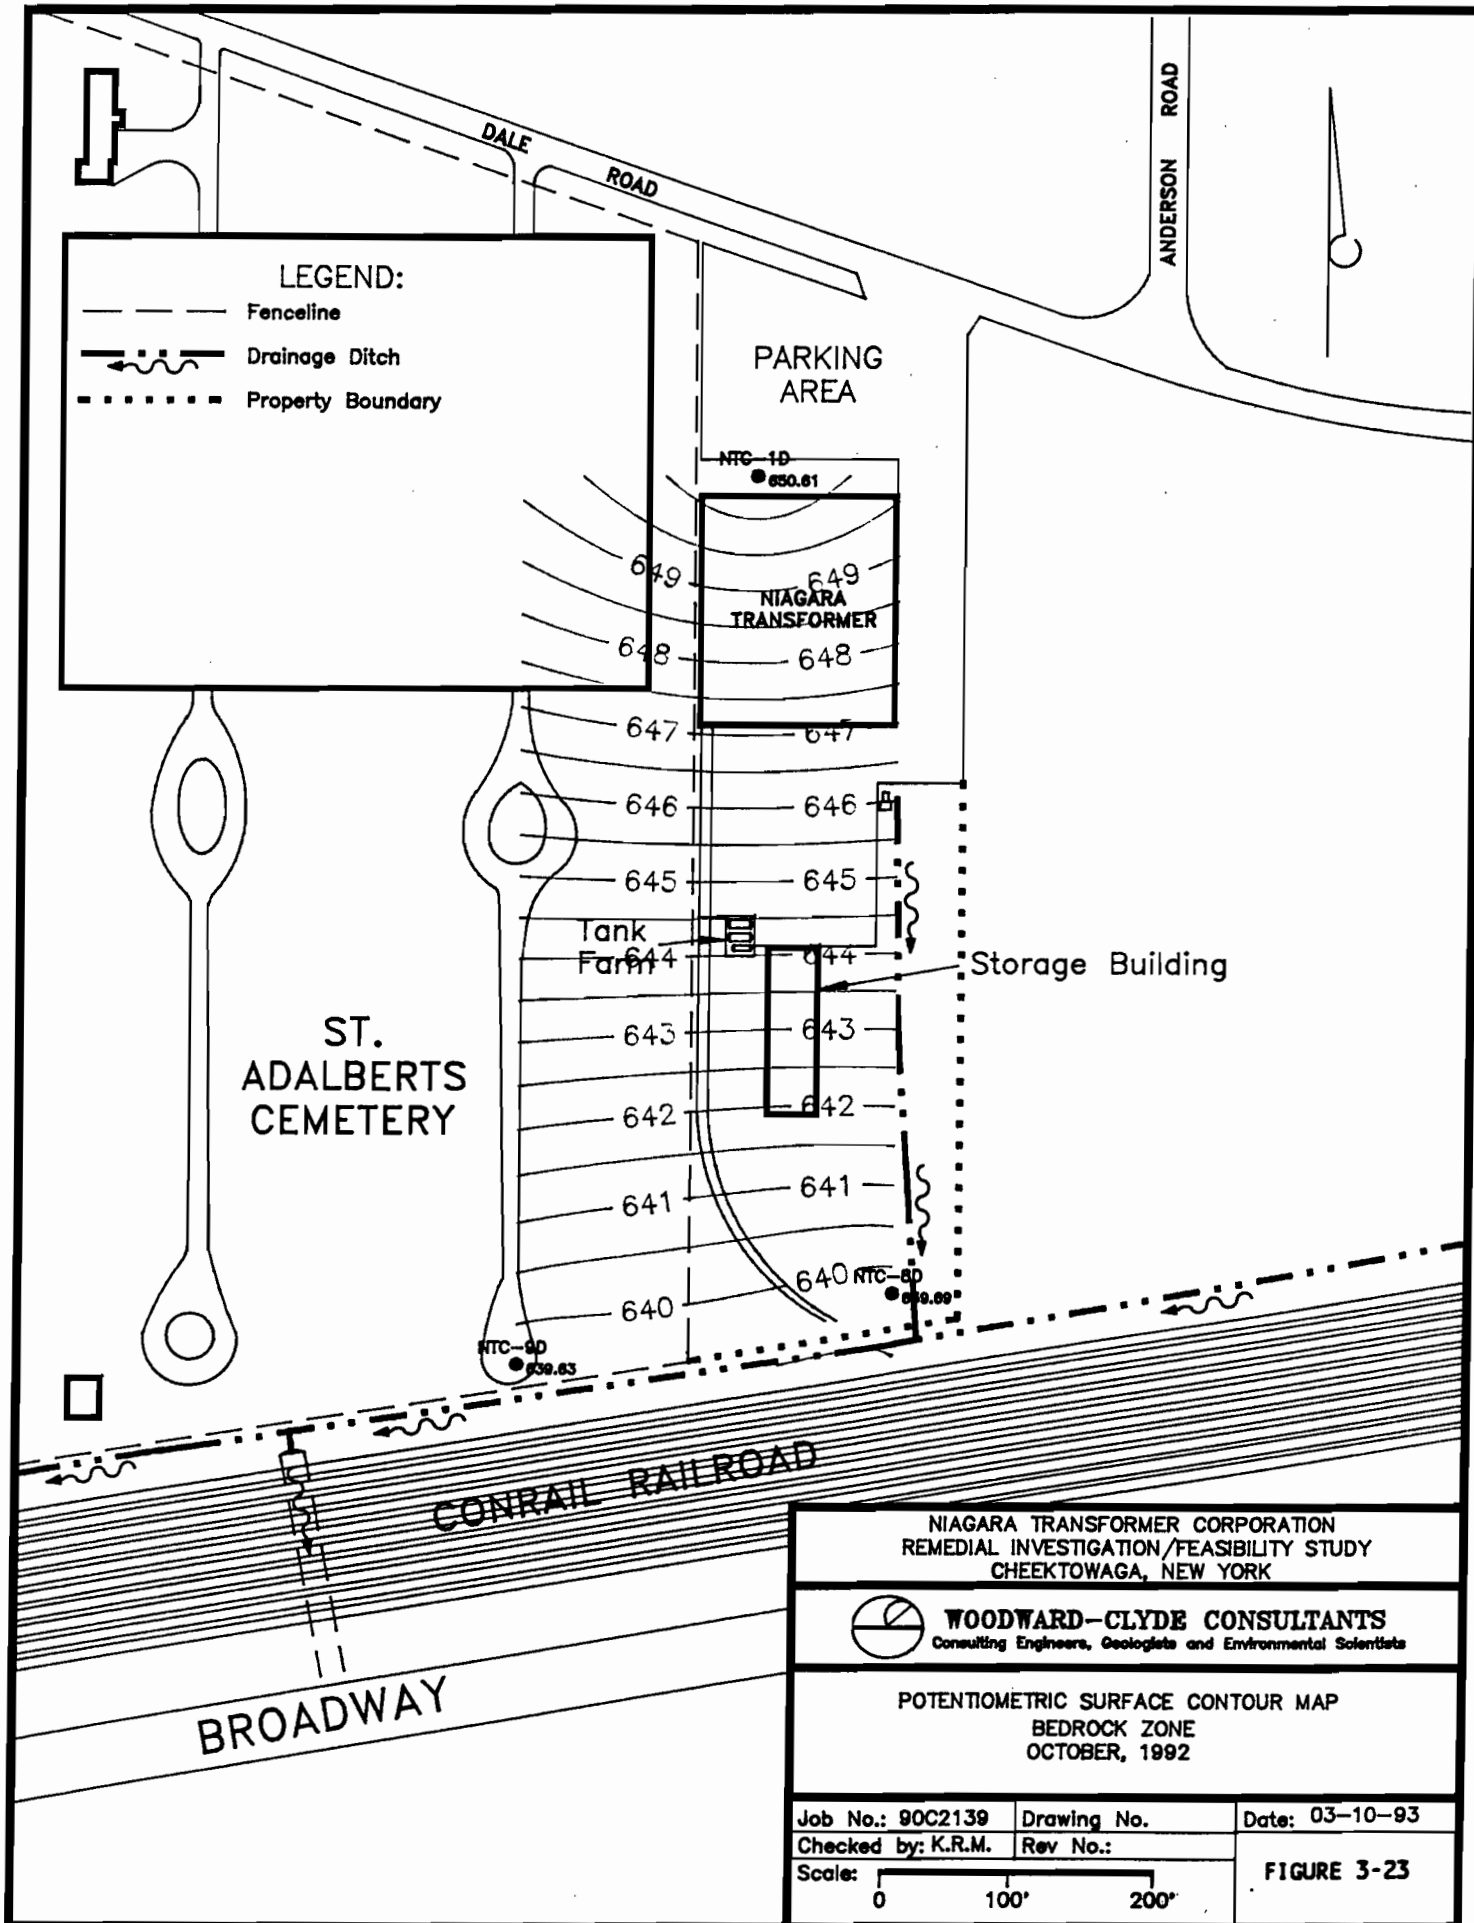 DALE
ROAD
ANDERSON ROAD
LEGEND:
Fenceline
Drainage Ditch
Property Boundary
PARKING
AREA
NTC-1D
650.61
649
649
NIAGARA
TRANSFORMER
648
648
647
647
646
646
645
645
Tank
Farm
644
644
Storage Building
643
643
ST.
ADALBERTS
CEMETERY
642
642
641
641
640
NTC-8D
639.69
640
NTC-9D
639.63
CONRAIL RAILROAD
BROADWAY
NIAGARA TRANSFORMER CORPORATION
REMEDIAL INVESTIGATION/FEASIBILITY STUDY
CHEEKTOWAGA, NEW YORK
WOODWARD-CLYDE CONSULTANTS
Consulting Engineers, Geologists and Environmental Scientists
POTENTIOMETRIC SURFACE CONTOUR MAP
BEDROCK ZONE
OCTOBER, 1992
Job No.: 90C2139
Drawing No.
Date: 03-10-93
Checked by: K.R.M.
Rev No.:
Scale:
0 100' 200'
FIGURE 3-23